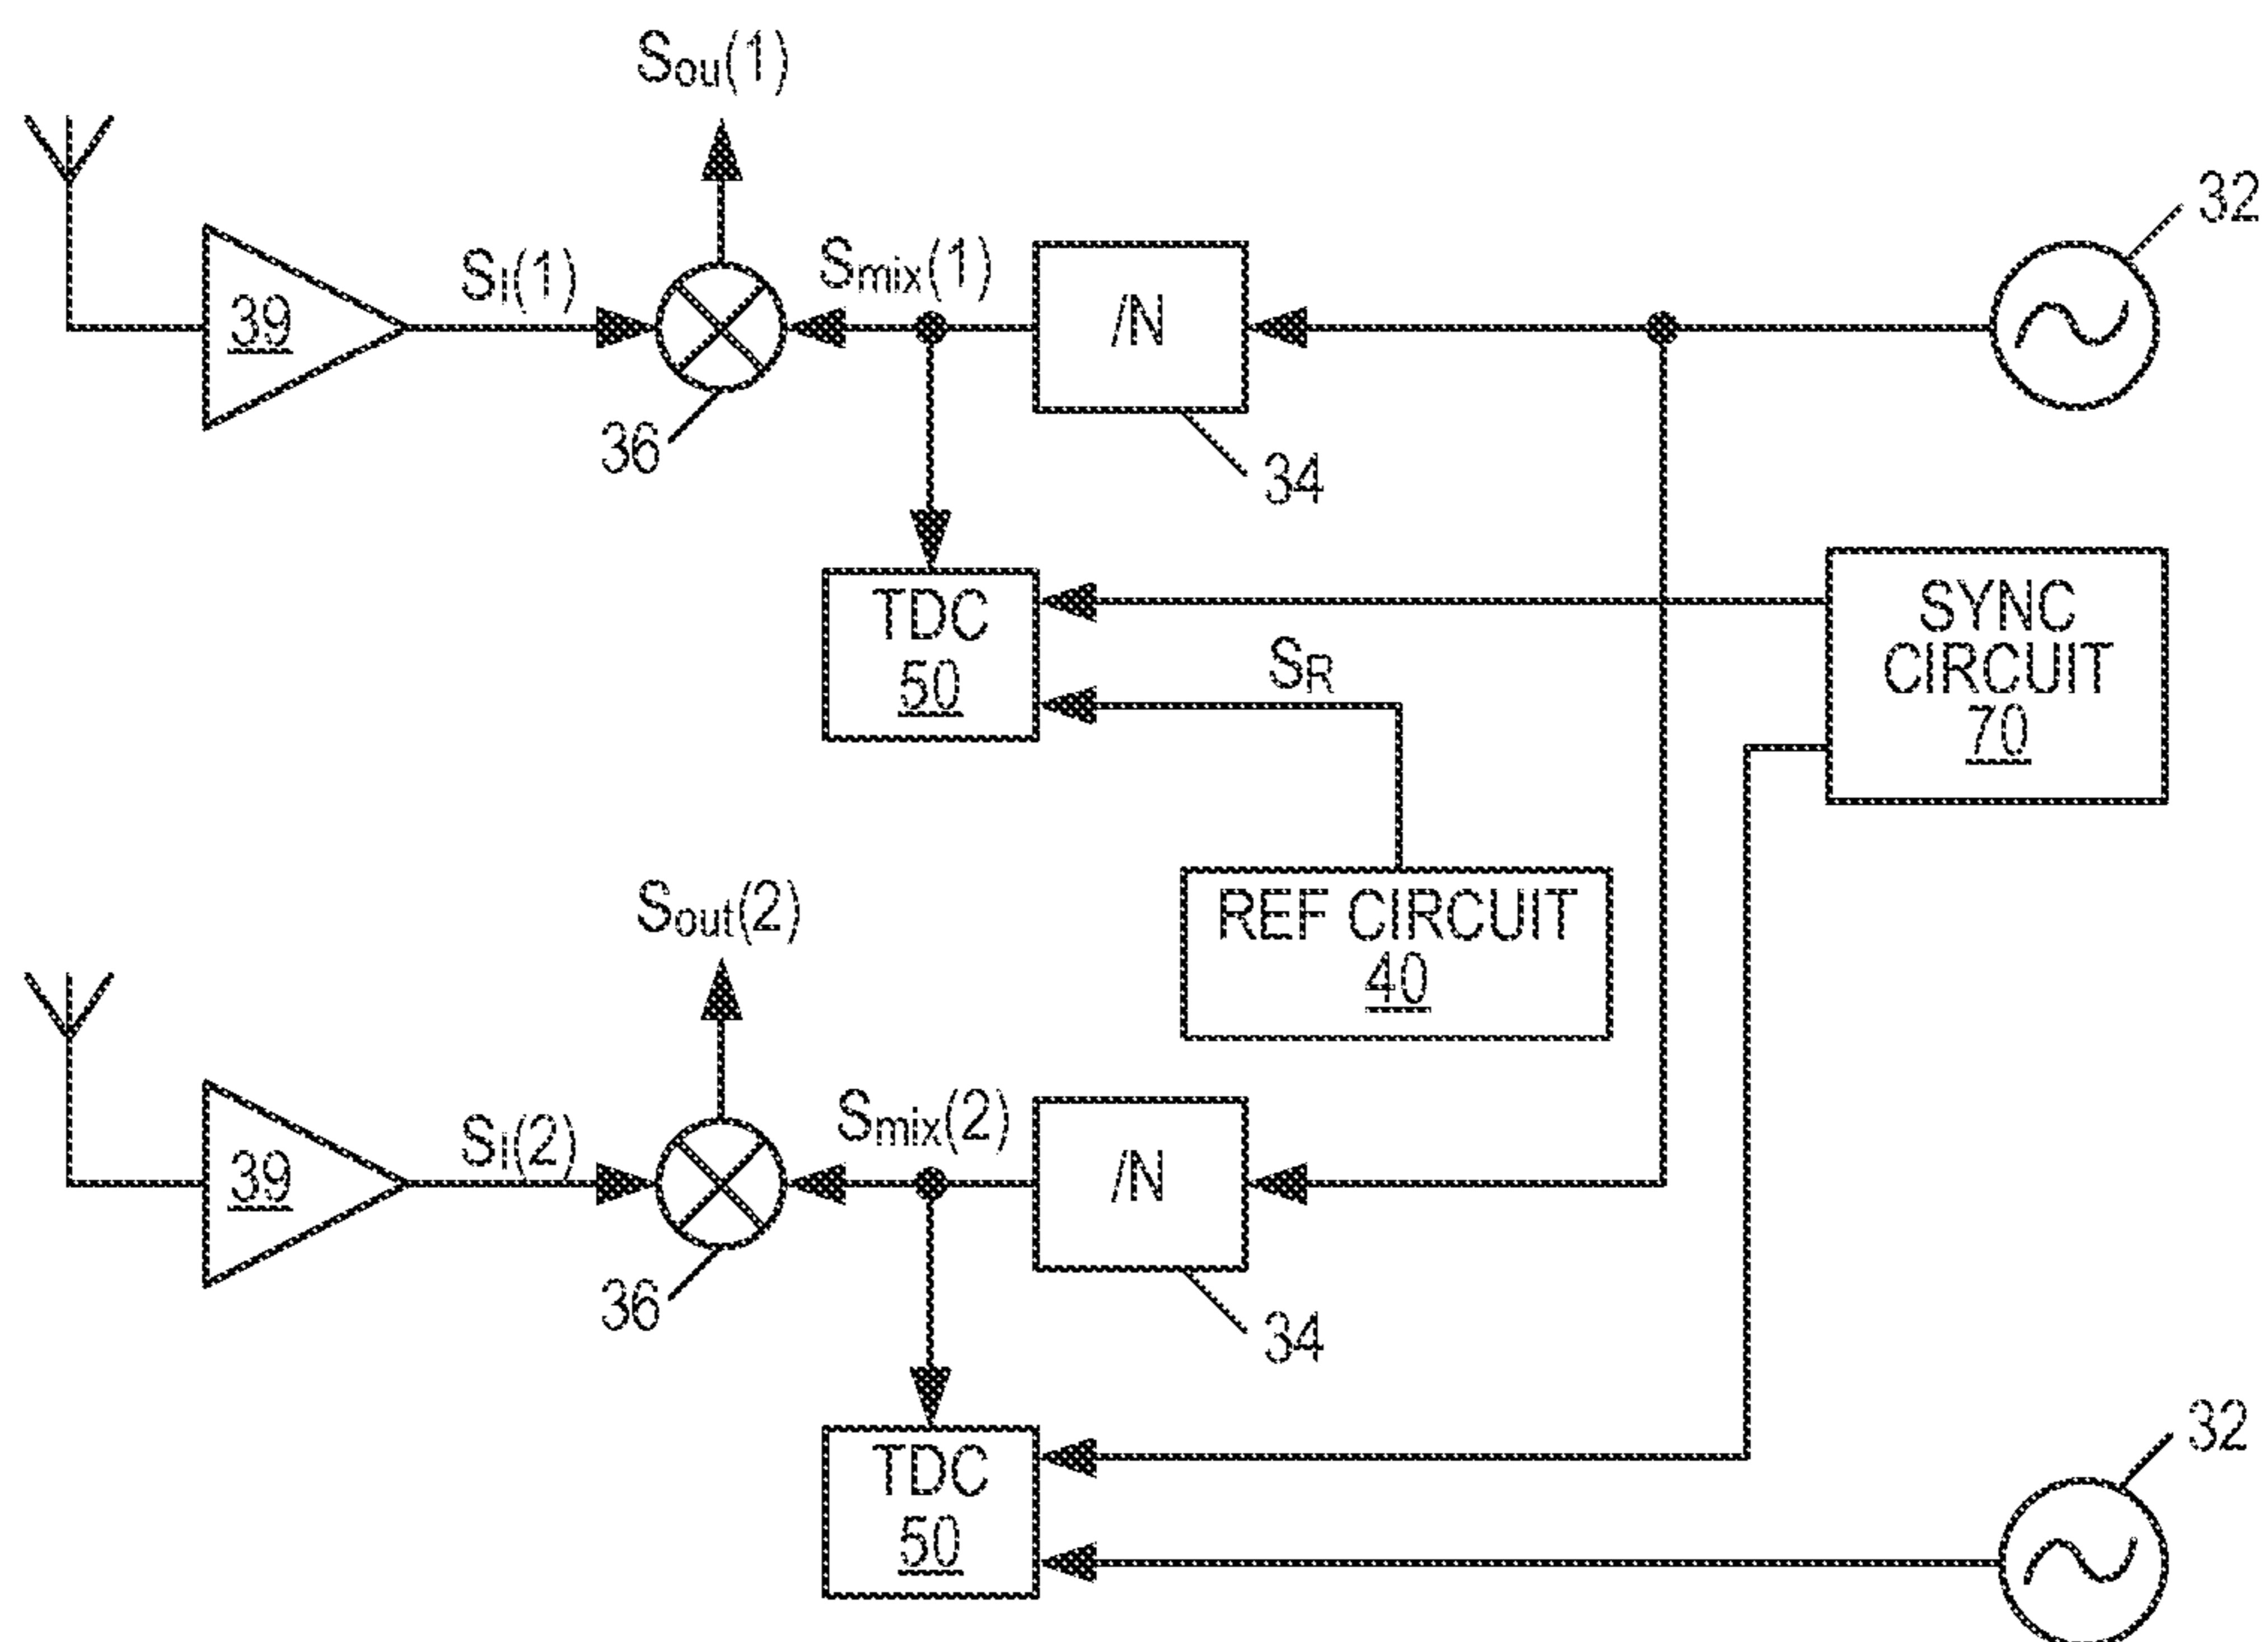 Sou(1)
32
SI(1)
Smix(1)
39
/N
36
34
TDC
50
SYNC
CIRCUIT
70
SR
REF CIRCUIT
40
Sout(2)
SI(2)
Smix(2)
39
/N
36
34
TDC
50
32